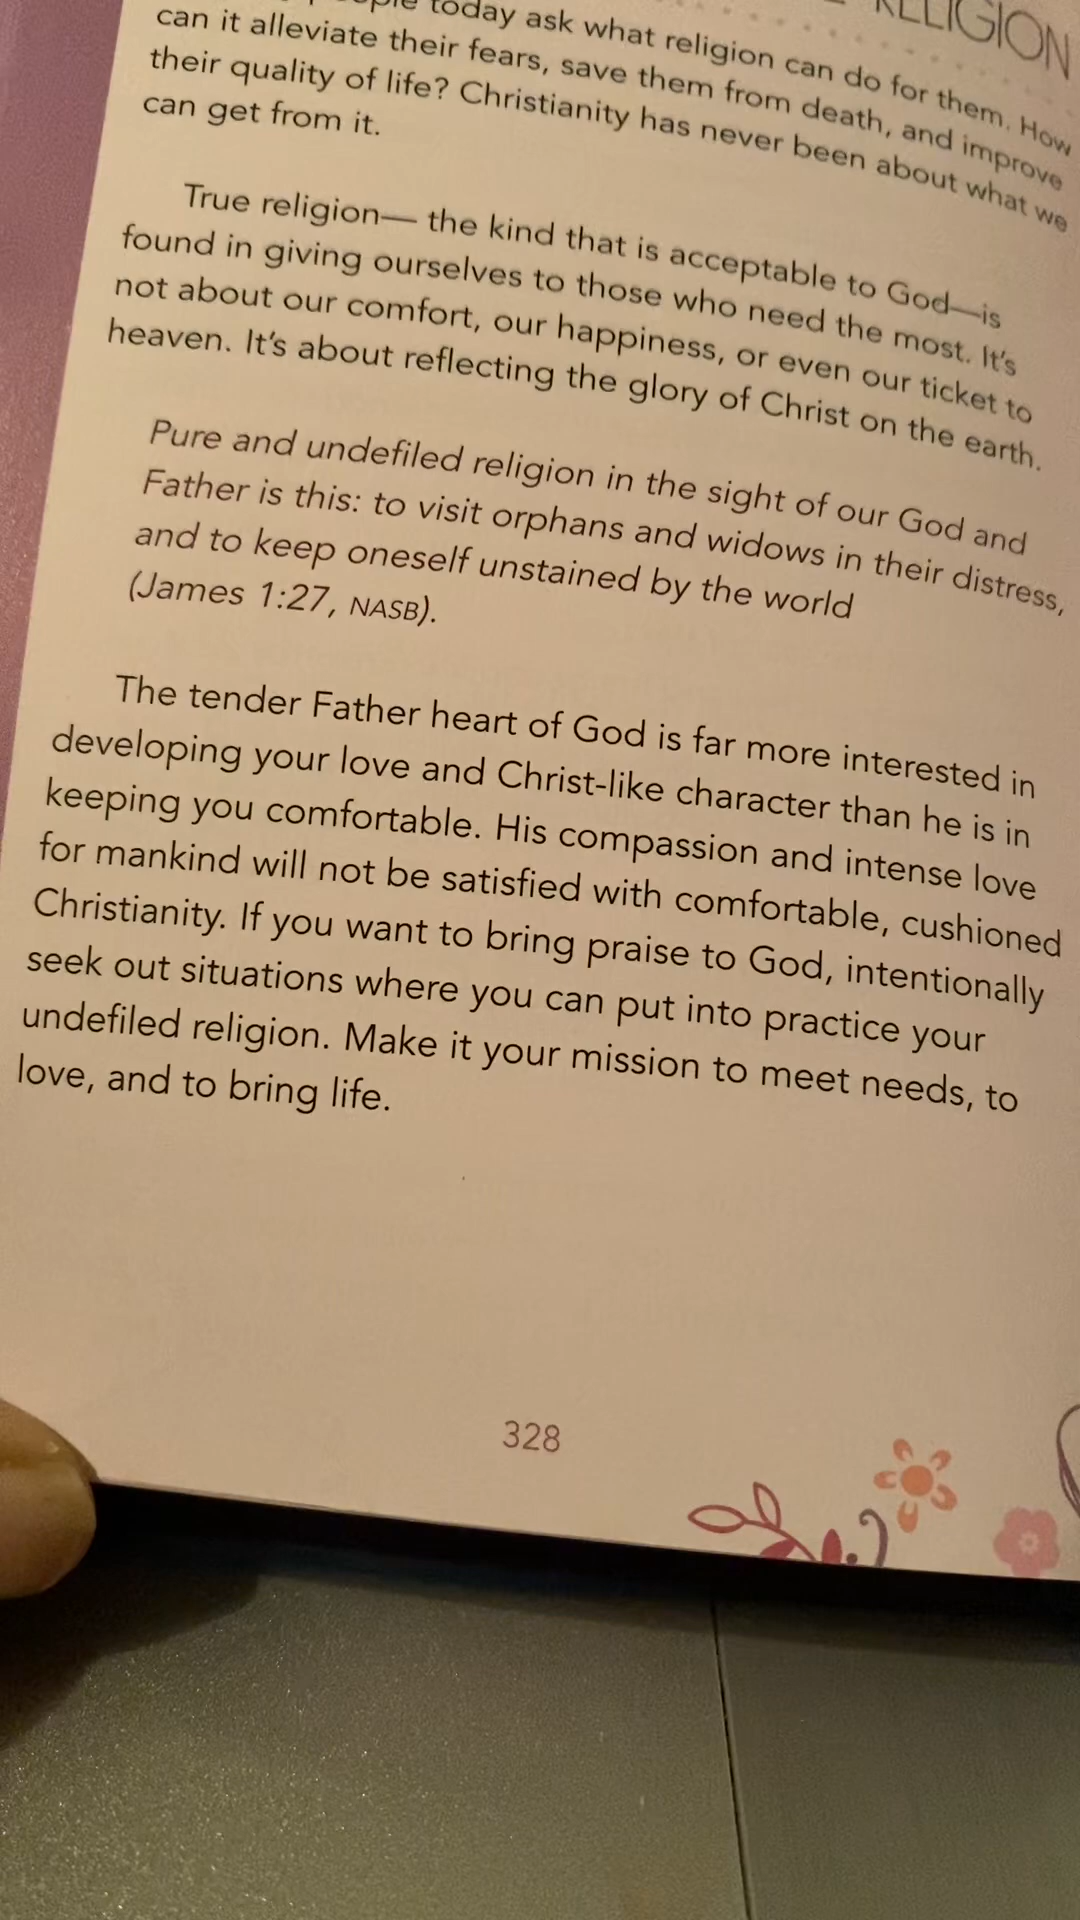 RELIGION
today ask what religion can do for them. How
can it alleviate their fears, save them from death, and improve
their quality of life? Christianity has never been about what we
can get from it.
True religion— the kind that is acceptable to God—is
found in giving ourselves to those who need the most. It's
not about our comfort, our happiness, or even our ticket to
heaven. It's about reflecting the glory of Christ on the earth.
Pure and undefiled religion in the sight of our God and
Father is this: to visit orphans and widows in their distress,
and to keep oneself unstained by the world
(James 1:27, NASB).
The tender Father heart of God is far more interested in
developing your love and Christ-like character than he is in
keeping you comfortable. His compassion and intense love
for mankind will not be satisfied with comfortable, cushioned
Christianity. If you want to bring praise to God, intentionally
seek out situations where you can put into practice your
undefiled religion. Make it your mission to meet needs, to
love, and to bring life.
328